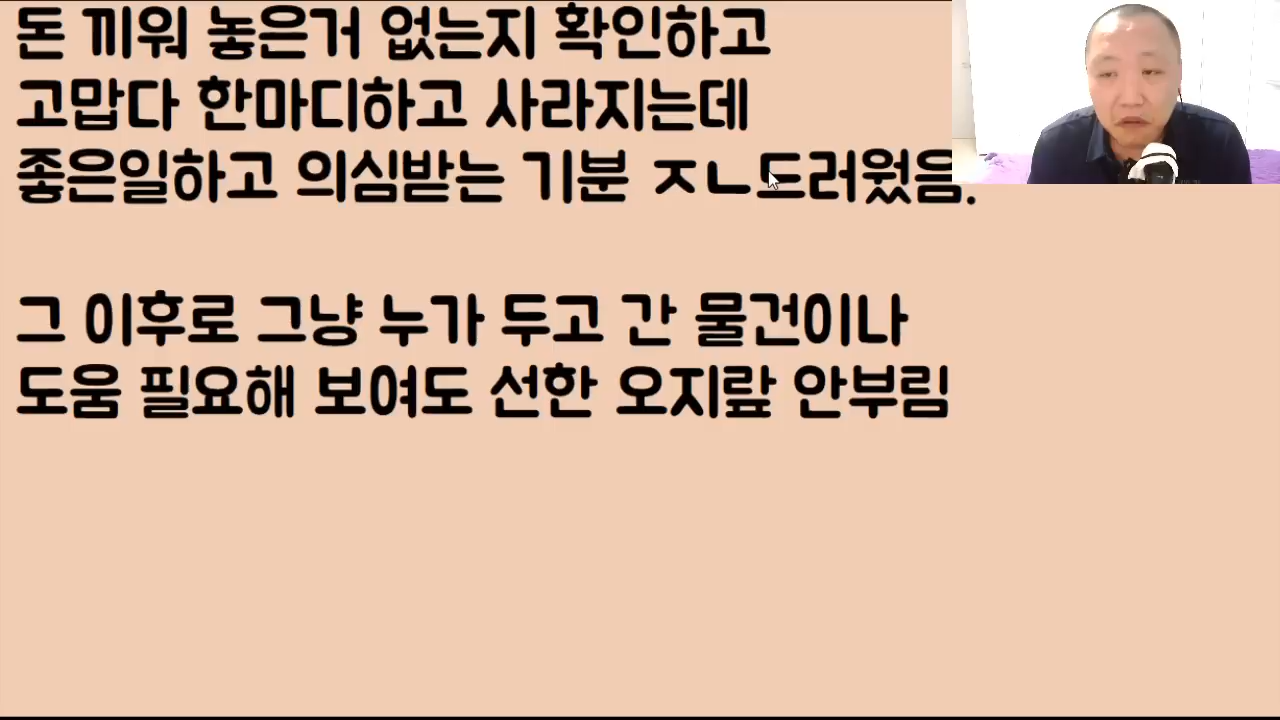 돈 끼워 놓은거 없는지 확인하고
고맙다 한마디하고 사라지는데
좋은일하고 의심받는 기분 ㅈㄴ드러웠음.
그 이후로 그냥 누가 두고 간 물건이나
도움 필요해 보여도 선한 오지랖 안부림